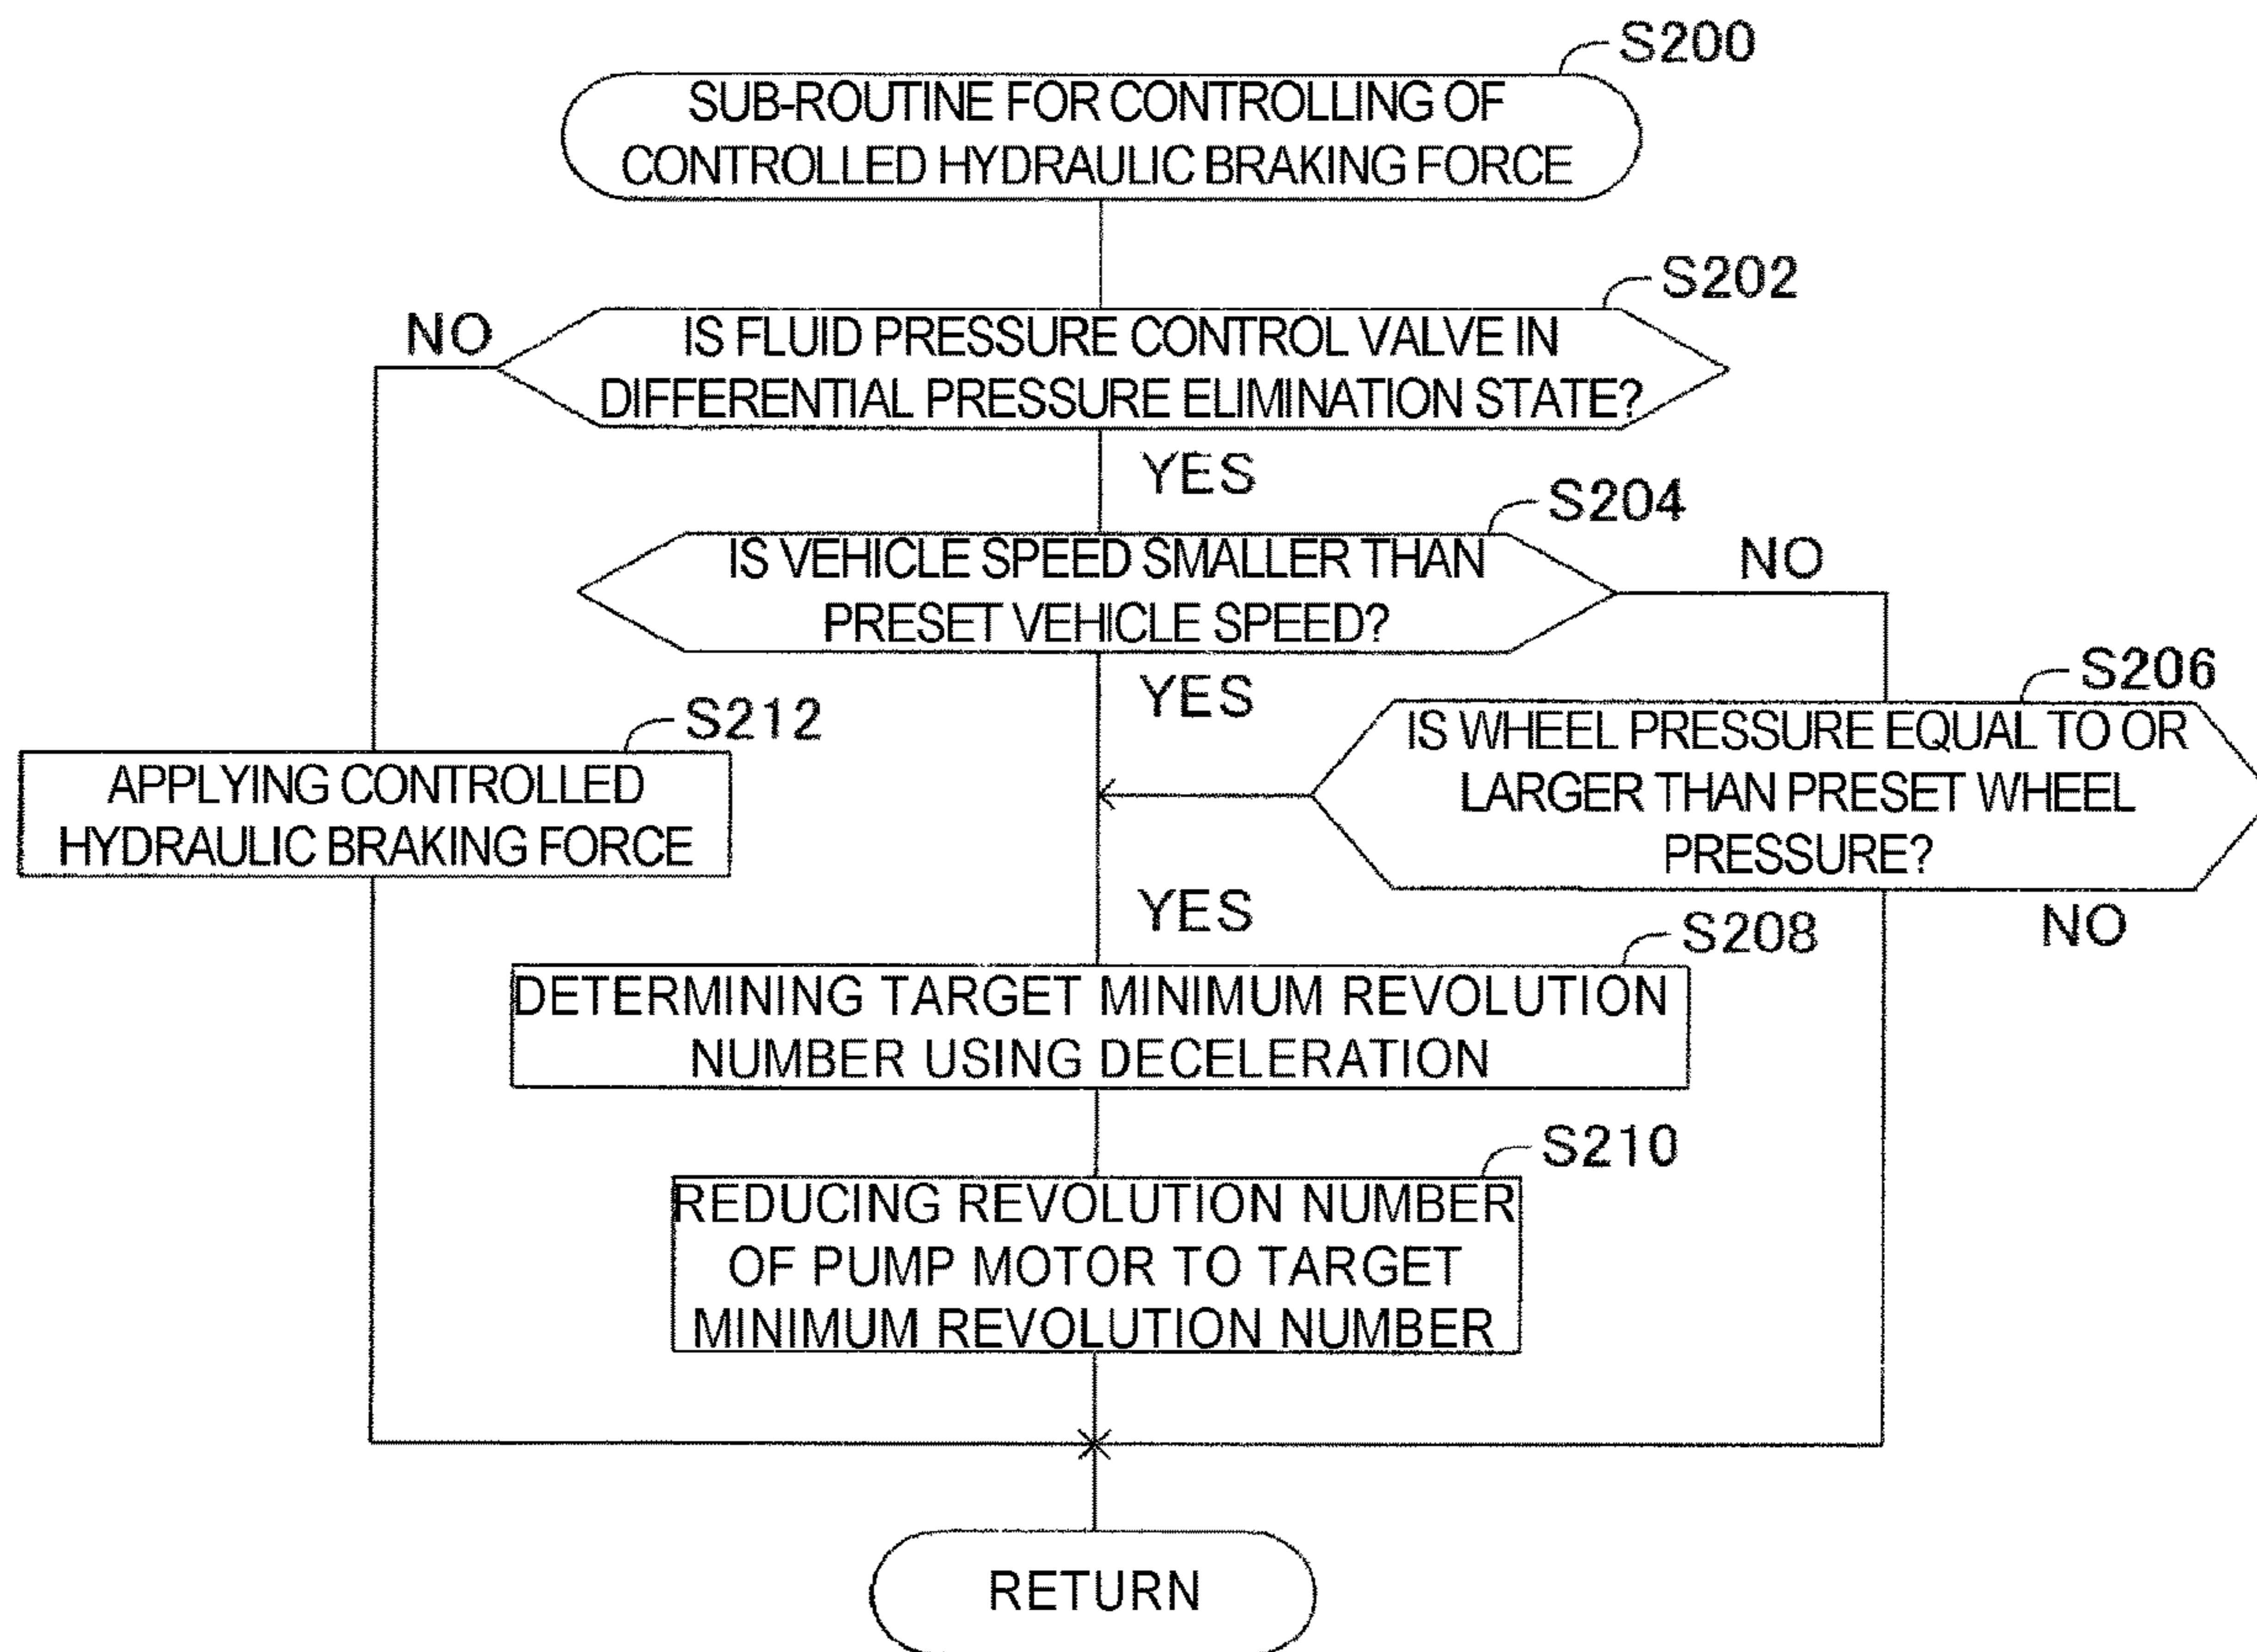 S200
SUB-ROUTINE FOR CONTROLLING OF
CONTROLLED HYDRAULIC BRAKING FORCE
S202
NO
IS FLUID PRESSURE CONTROL VALVE IN
DIFFERENTIAL PRESSURE ELIMINATION STATE?
YES
S204
IS VEHICLE SPEED SMALLER THAN
PRESET VEHICLE SPEED?
NO
YES
S206
IS WHEEL PRESSURE EQUAL TO OR
LARGER THAN PRESET WHEEL
PRESSURE?
S212
APPLYING CONTROLLED
HYDRAULIC BRAKING FORCE
YES
NO
S208
DETERMINING TARGET MINIMUM REVOLUTION
NUMBER USING DECELERATION
S210
REDUCING REVOLUTION NUMBER
OF PUMP MOTOR TO TARGET
MINIMUM REVOLUTION NUMBER
RETURN